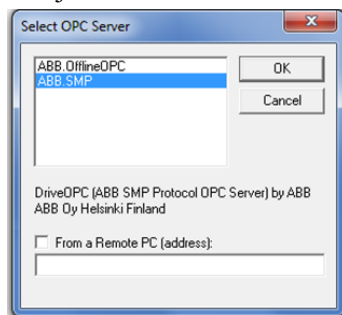 Select OPC Server
ABB.OfflineOPC
ABB.SMP
OK
Cancel
DriveOPC (ABB SMP Protocol OPC Server) by ABB
ABB Oy Helsinki Finland
From a Remote PC (address):